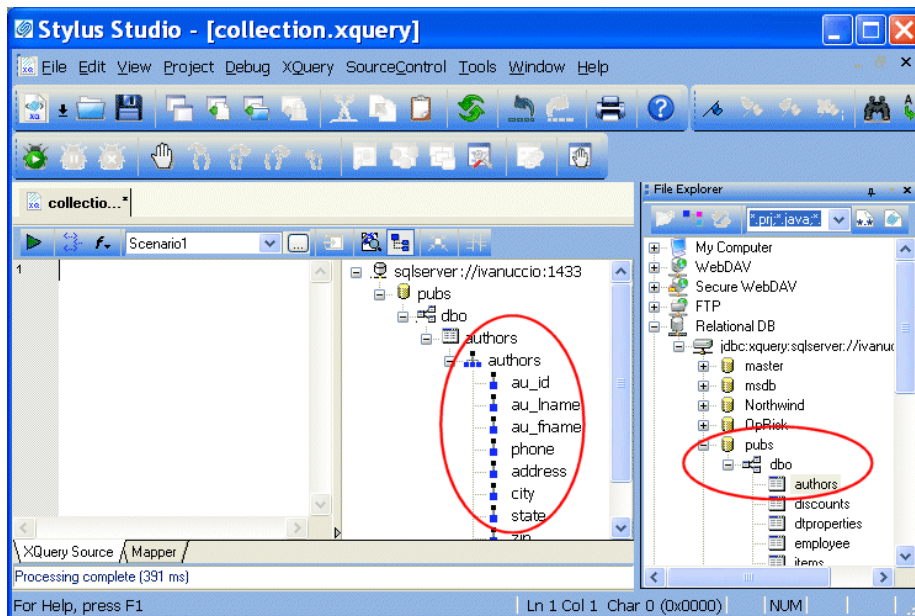 Stylus Studio - [collection.xquery]
File Edit View Project Debug XQuery SourceControl Tools Window Help
collectio...*
Scenario1
1
sqlserver://ivanuccio:1433
pubs
dbo
authors
authors
au_id
au_lname
au_fname
phone
address
city
state
zip
XQuery Source
Mapper
Processing complete (391 ms)
File Explorer
*.prj;*.java;*.
My Computer
WebDAV
Secure WebDAV
FTP
Relational DB
jdbc:xquery:sqlserver://ivanuc
master
msdb
Northwind
OpRisk
pubs
dbo
authors
discounts
dtproperties
employee
items
For Help, press F1
Ln 1 Col 1 Char 0 (0x0000)
NUM